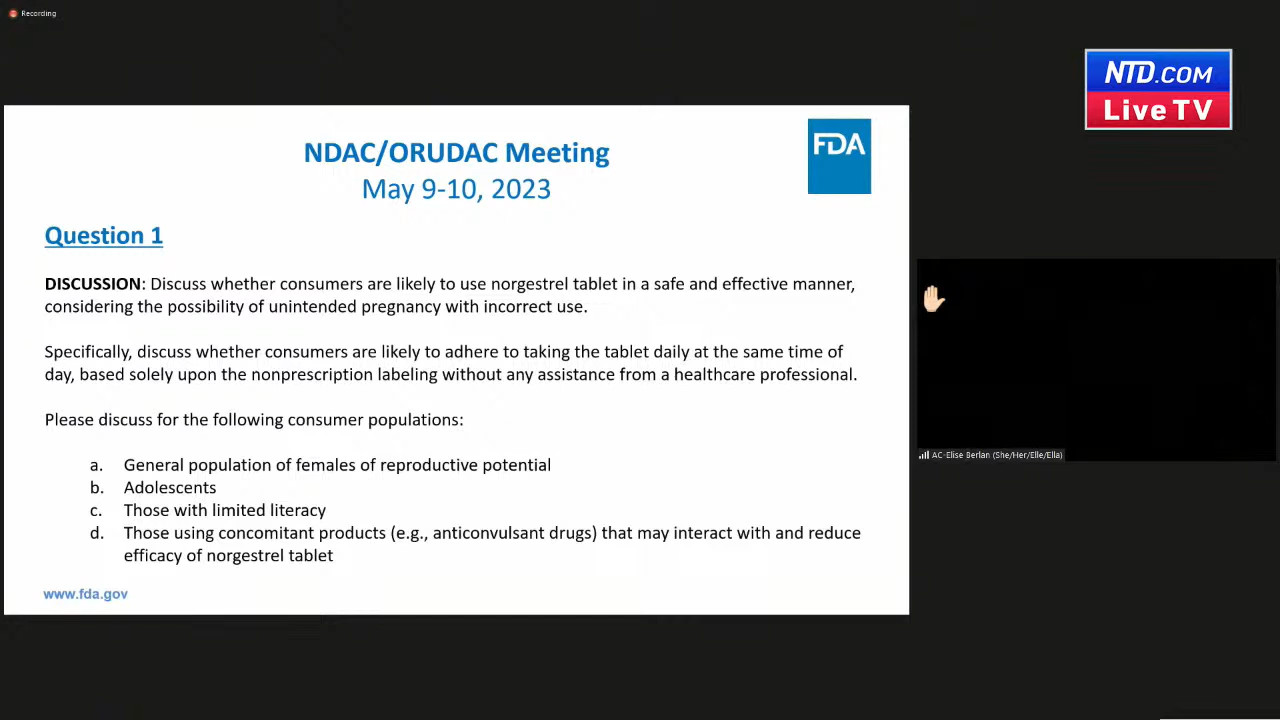 Recording
NTD.COM
Live TV
FDA
NDAC/ORUDAC Meeting
May 9-10, 2023
Question 1
DISCUSSION: Discuss whether consumers are likely to use norgestrel tablet in a safe and effective manner,
considering the possibility of unintended pregnancy with incorrect use.
Specifically, discuss whether consumers are likely to adhere to taking the tablet daily at the same time of
day, based solely upon the nonprescription labeling without any assistance from a healthcare professional.
Please discuss for the following consumer populations:
a. General population of females of reproductive potential
b. Adolescents
c. Those with limited literacy
d. Those using concomitant products (e.g., anticonvulsant drugs) that may interact with and reduce
efficacy of norgestrel tablet
www.fda.gov
AC-Elise Berlan (She/Her/Elle/Ella)